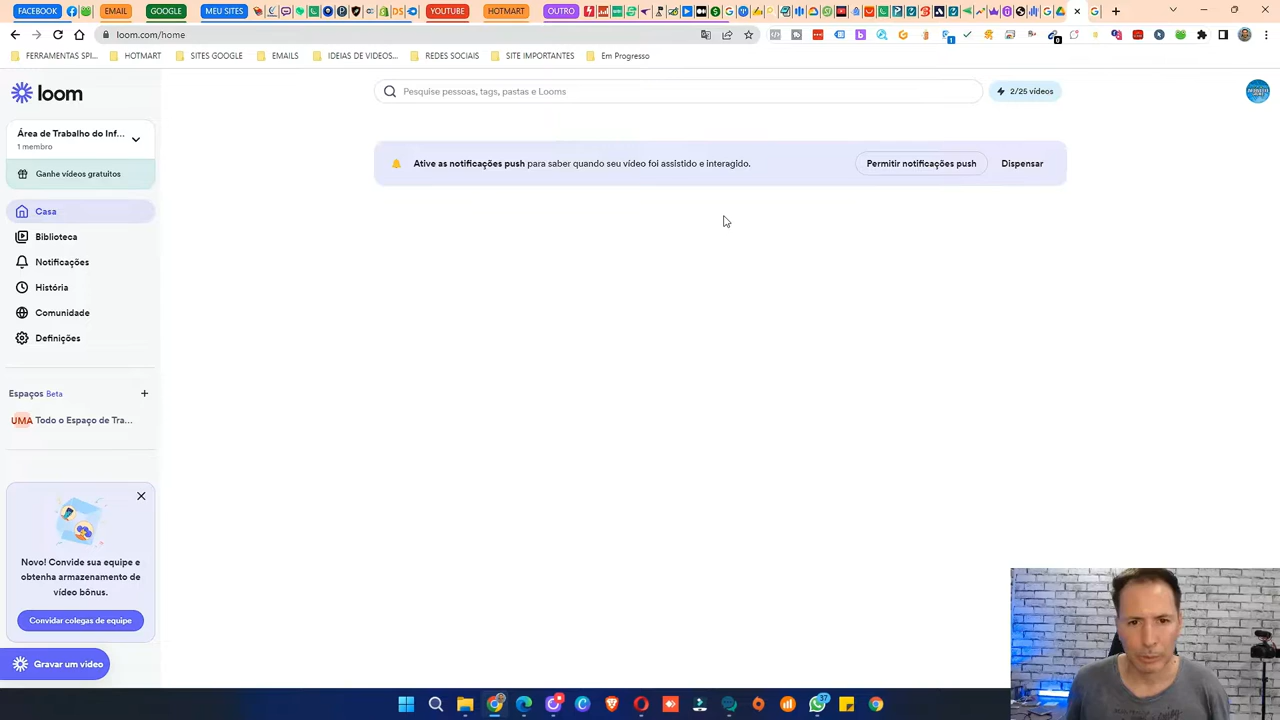 FACEBOOK
EMAIL
GOOGLE
MEU SITES
YOUTUBE
HOTMART
OUTRO
loom.com/home
FERRAMENTAS SPI...
HOTMART
SITES GOOGLE
EMAILS
IDEIAS DE VIDEOS...
REDES SOCIAIS
SITE IMPORTANTES
Em Progresso
loom
Pesquise pessoas, tags, pastas e Looms
2/25 vídeos
Área de Trabalho do Inf...
1 membro
Ganhe vídeos gratuitos
Ative as notificações push para saber quando seu vídeo foi assistido e interagido.
Permitir notificações push
Dispensar
Casa
Biblioteca
Notificações
História
Comunidade
Definições
Espaços Beta
UMA Todo o Espaço de Tra...
Novo! Convide sua equipe e
obtenha armazenamento de
vídeo bônus.
Convidar colegas de equipe
Gravar um video
37